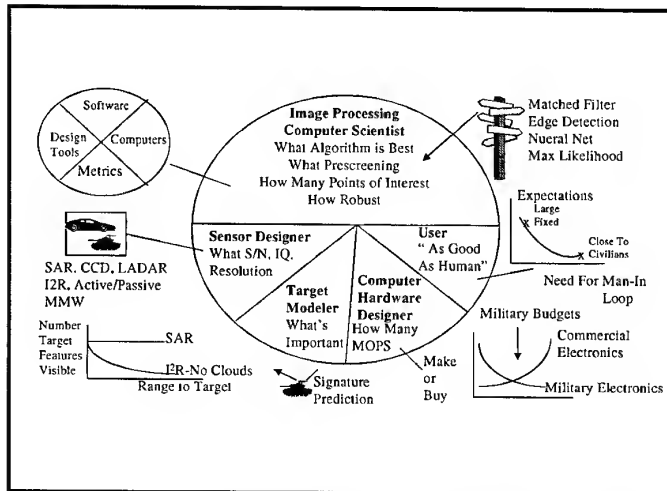 Software
Design
Tools
Computers
Metrics
Image Processing
Computer Scientist
What Algorithm is Best
What Prescreening
How Many Points of Interest
How Robust
Matched Filter
Edge Detection
Nueral Net
Max Likelihood
Expectations
Large
Fixed
Close To
Civilians
Sensor Designer
What S/N, IQ,
Resolution
User
" As Good
As Human"
Need For Man-In
Loop
SAR. CCD, LADAR
I2R, Active/Passive
MMW
Target
Modeler
What's
Important
Computer
Hardware
Designer
How Many
MOPS
Military Budgets
Commercial
Electronics
Military Electronics
Number
Target
Features
Visible
SAR
I²R-No Clouds
Range to Target
Signature
Prediction
Make
or
Buy